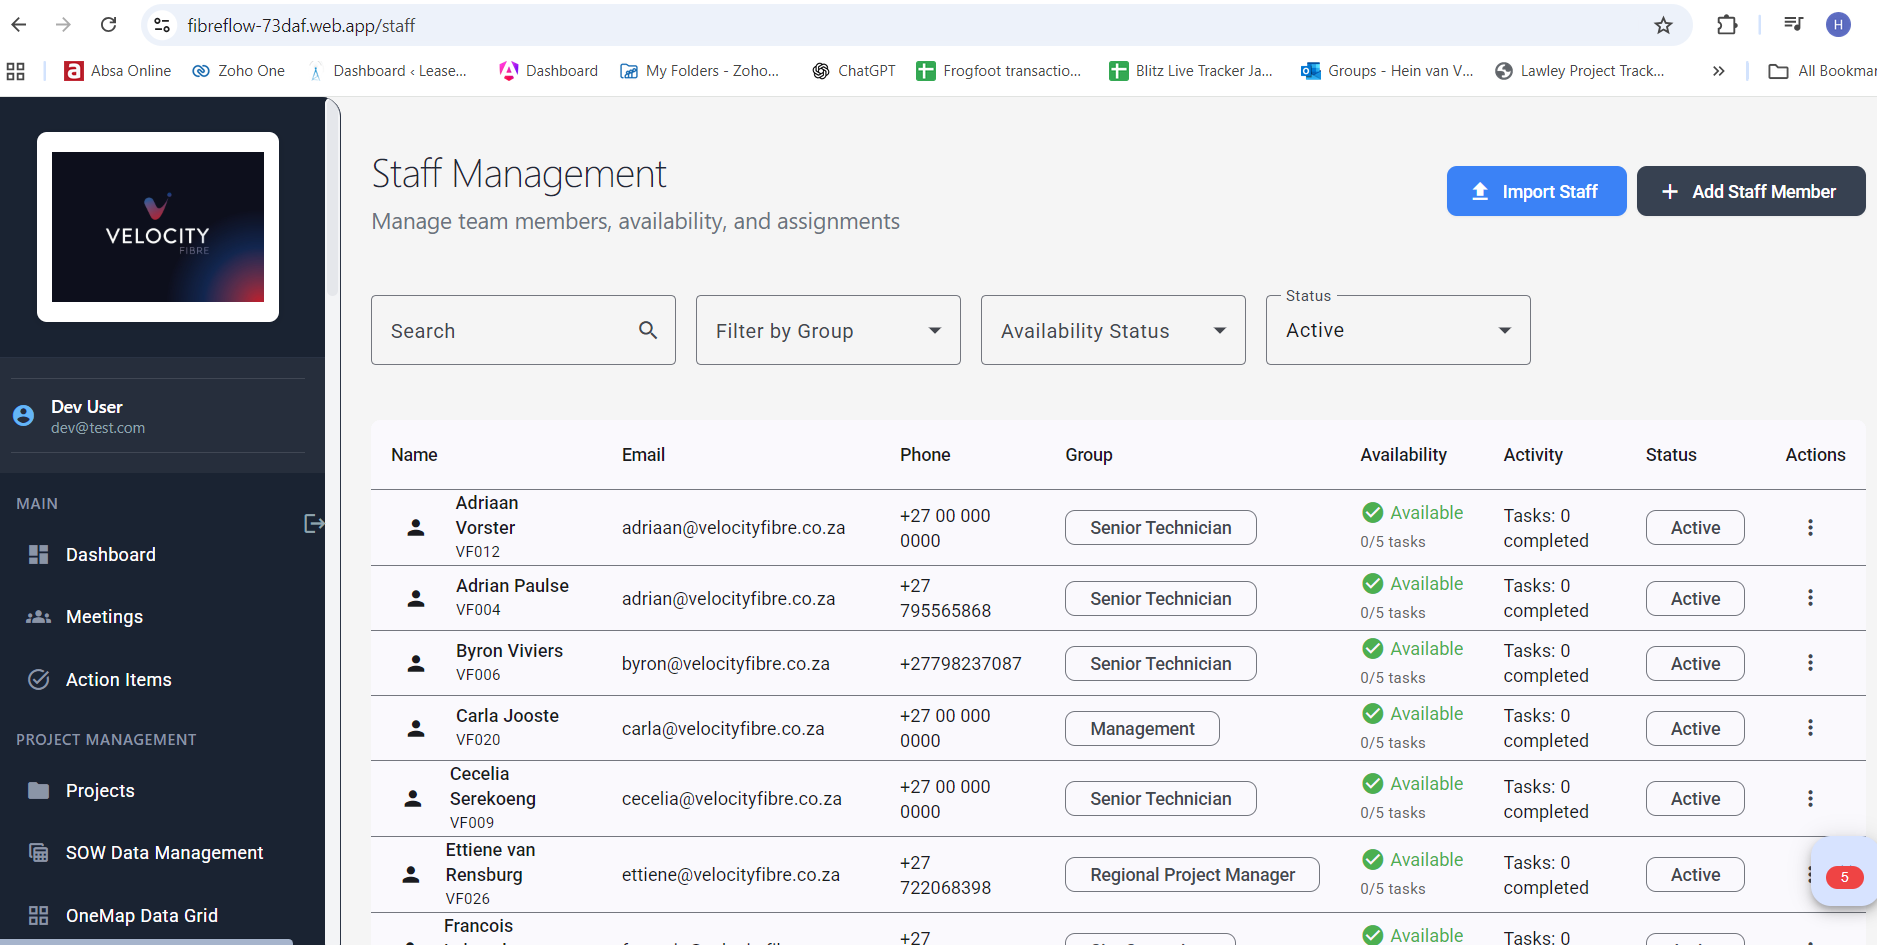 fibreflow-73daf.web.app/staff
H
Absa Online
Zoho One
Dashboard ‹ Lease...
Dashboard
My Folders - Zoho...
ChatGPT
Frogfoot transactio...
Blitz Live Tracker Ja...
Groups - Hein van V...
Lawley Project Track...
»
All Bookmar
VELOCITY
FIBRE
Dev User
dev@test.com
MAIN
Dashboard
Meetings
Action Items
PROJECT MANAGEMENT
Projects
SOW Data Management
OneMap Data Grid
Staff Management
Manage team members, availability, and assignments
Import Staff
+ Add Staff Member
Search
Filter by Group
Availability Status
Status
Active
Name Email Phone Group Availability Activity Status Actions
Adriaan
Vorster
VF012
adriaan@velocityfibre.co.za
+27 00 000
0000
Senior Technician
Available
0/5 tasks
Tasks: 0
completed
Active
Adrian Paulse
VF004
adrian@velocityfibre.co.za
+27
795565868
Senior Technician
Available
0/5 tasks
Tasks: 0
completed
Active
Byron Viviers
VF006
byron@velocityfibre.co.za
+27798237087
Senior Technician
Available
0/5 tasks
Tasks: 0
completed
Active
Carla Jooste
VF020
carla@velocityfibre.co.za
+27 00 000
0000
Management
Available
0/5 tasks
Tasks: 0
completed
Active
Cecelia
Serekoeng
VF009
cecelia@velocityfibre.co.za
+27 00 000
0000
Senior Technician
Available
0/5 tasks
Tasks: 0
completed
Active
Ettiene van
Rensburg
VF026
ettiene@velocityfibre.co.za
+27
722068398
Regional Project Manager
Available
0/5 tasks
Tasks: 0
completed
Active
5
Francois
+27
Available
Tasks: 0